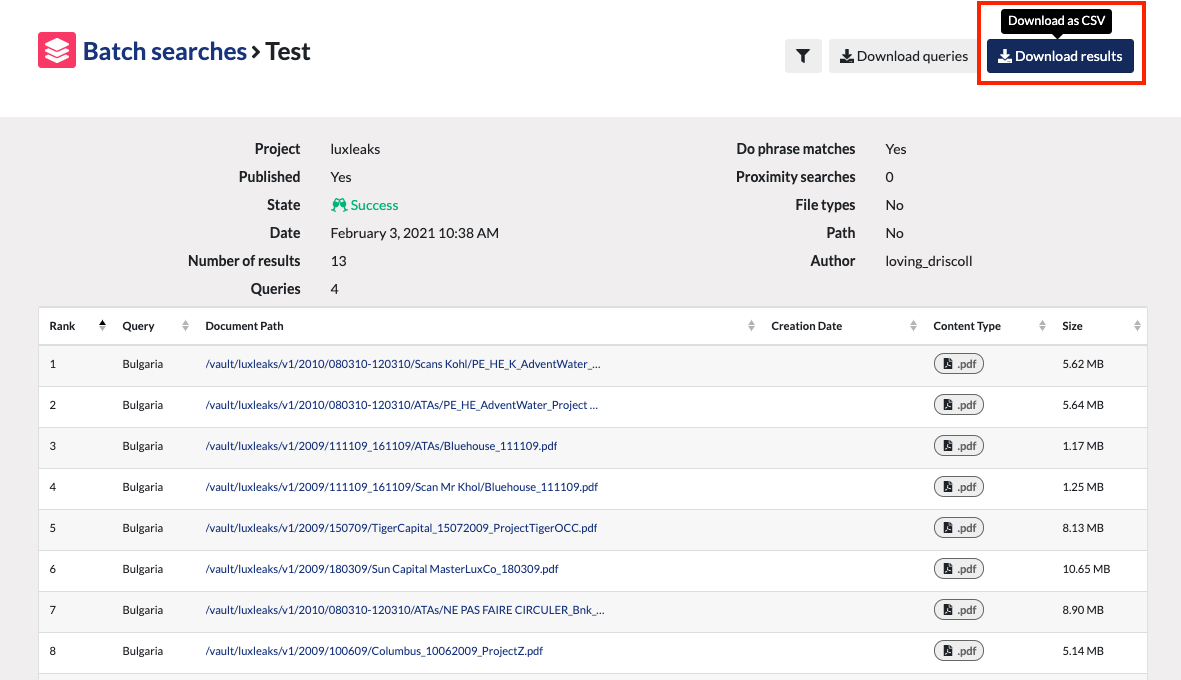 Download as CSV
Batch searches › Test
Download queries
Download results
Project luxleaks
Do phrase matches Yes
Published Yes
Proximity searches 0
State Success
File types No
Date February 3, 2021 10:38 AM
Path No
Number of results 13
Author loving_driscoll
Queries 4
Rank Query Document Path Creation Date Content Type Size
1 Bulgaria /vault/luxleaks/v1/2010/080310-120310/Scans Kohl/PE_HE_K_AdventWater_... .pdf 5.62 MB
2 Bulgaria /vault/luxleaks/v1/2010/080310-120310/ATAs/PE_HE_AdventWater_Project ... .pdf 5.64 MB
3 Bulgaria /vault/luxleaks/v1/2009/111109_161109/ATAs/Bluehouse_111109.pdf .pdf 1.17 MB
4 Bulgaria /vault/luxleaks/v1/2009/111109_161109/Scan Mr Khol/Bluehouse_111109.pdf .pdf 1.25 MB
5 Bulgaria /vault/luxleaks/v1/2009/150709/TigerCapital_15072009_ProjectTigerOCC.pdf .pdf 8.13 MB
6 Bulgaria /vault/luxleaks/v1/2009/180309/Sun Capital MasterLuxCo_180309.pdf .pdf 10.65 MB
7 Bulgaria /vault/luxleaks/v1/2010/080310-120310/ATAs/NE PAS FAIRE CIRCULER_Bnk_... .pdf 8.90 MB
8 Bulgaria /vault/luxleaks/v1/2009/100609/Columbus_10062009_ProjectZ.pdf .pdf 5.14 MB